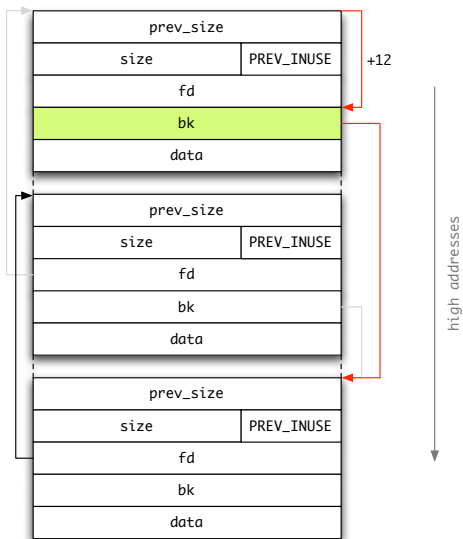 prev_size
size PREV_INUSE +12
fd
bk
data
prev_size
size PREV_INUSE
fd
bk
data
prev_size
size PREV_INUSE
fd
bk
data
high addresses